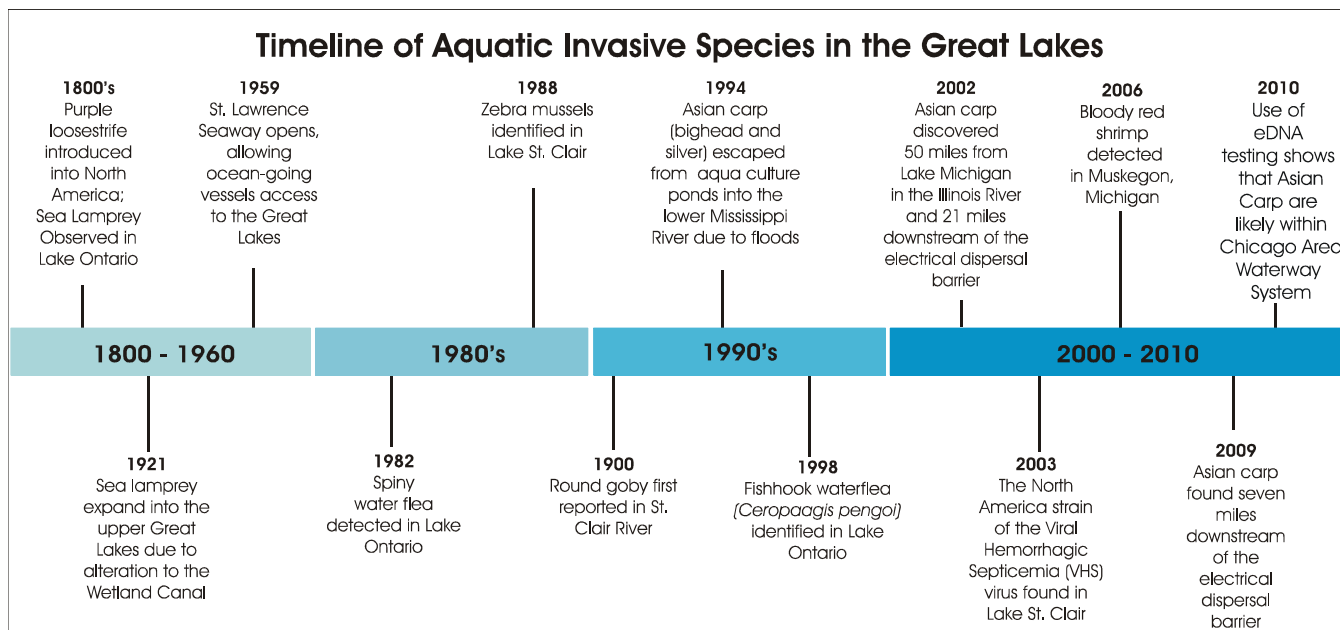 Timeline of Aquatic Invasive Species in the Great Lakes
1800's
Purple
loosestrife
introduced
into North
America;
Sea Lamprey
Observed in
Lake Ontario
1959
St. Lawrence
Seaway opens,
allowing
ocean-going
vessels access
to the Great
Lakes
1988
Zebra mussels
identified in
Lake St. Clair
1994
Asian carp
(bighead and
silver) escaped
from aqua culture
ponds into the
lower Mississippi
River due to floods
2002
Asian carp
discovered
50 miles from
Lake Michigan
in the Illinois River
and 21 miles
downstream of the
electrical dispersal
barrier
2006
Bloody red
shrimp
detected
in Muskegon,
Michigan
2010
Use of
eDNA
testing shows
that Asian
Carp are
likely within
Chicago Area
Waterway
System
1800 - 1960
1980's
1990's
2000 - 2010
1921
Sea lamprey
expand into the
upper Great
Lakes due to
alteration to the
Wetland Canal
1982
Spiny
water flea
detected in Lake
Ontario
1900
Round goby first
reported in St.
Clair River
1998
Fishhook waterflea
(Ceropaagis pengoi)
identified in Lake
Ontario
2003
The North
America strain
of the Viral
Hemorrhagic
Septicemia (VHS)
virus found in
Lake St. Clair
2009
Asian carp
found seven
miles
downstream
of the
electrical
dispersal
barrier